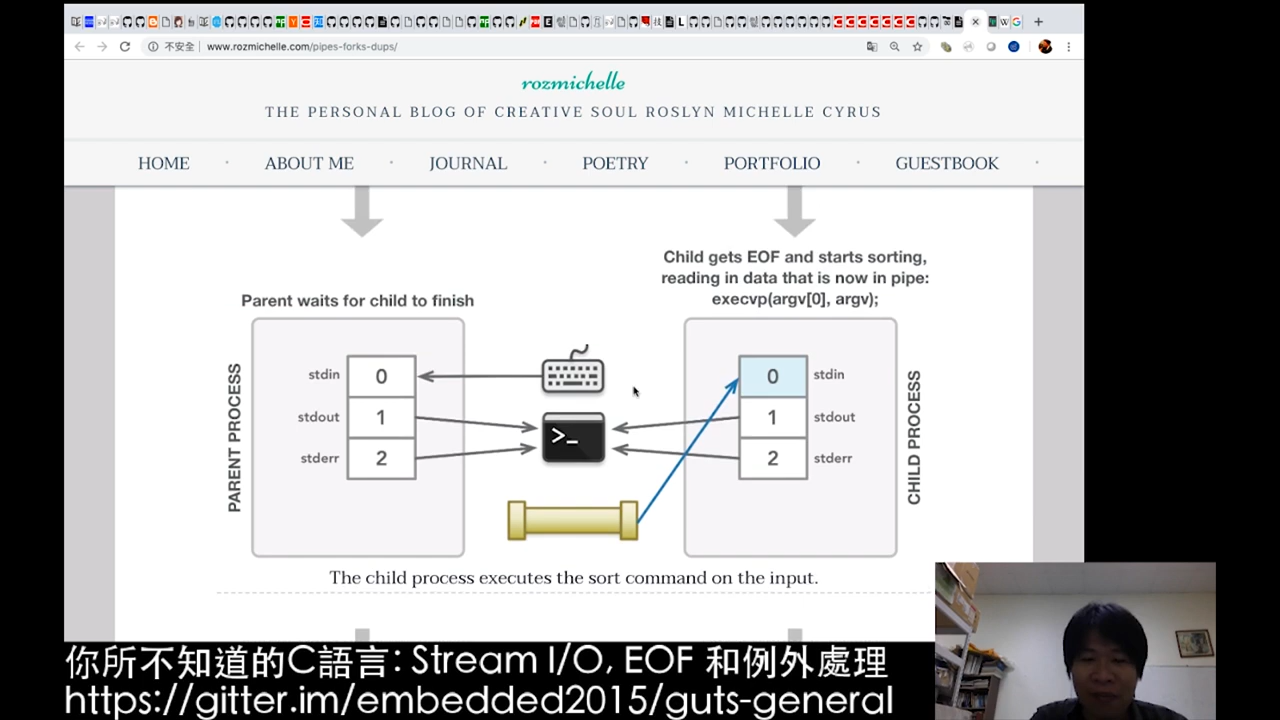 不安全 | www.rozmichelle.com/pipes-forks-dups/
rozmichelle
THE PERSONAL BLOG OF CREATIVE SOUL ROSLYN MICHELLE CYRUS
HOME · ABOUT ME · JOURNAL · POETRY · PORTFOLIO · GUESTBOOK ·
Child gets EOF and starts sorting,
reading in data that is now in pipe:
execvp(argv[0], argv);
Parent waits for child to finish
PARENT PROCESS
stdin 0
stdout 1
stderr 2
>_
0 stdin
1 stdout
2 stderr
CHILD PROCESS
The child process executes the sort command on the input.
你所不知道的C語言: Stream I/O, EOF 和例外處理
https://gitter.im/embedded2015/guts-general